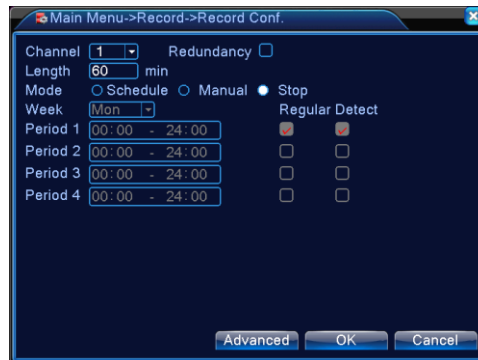 Main Menu->Record->Record Conf.
Channel 1 Redundancy
Length 60 min
Mode Schedule Manual Stop
Week Mon Regular Detect
Period 1 00:00 - 24:00
Period 2 00:00 - 24:00
Period 3 00:00 - 24:00
Period 4 00:00 - 24:00
Advanced OK Cancel